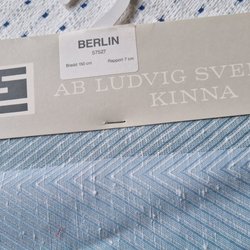 BERLIN
57527
Bredd 150 cm Rapport 7 cm
AB LUDVIG SVEN
KINNA